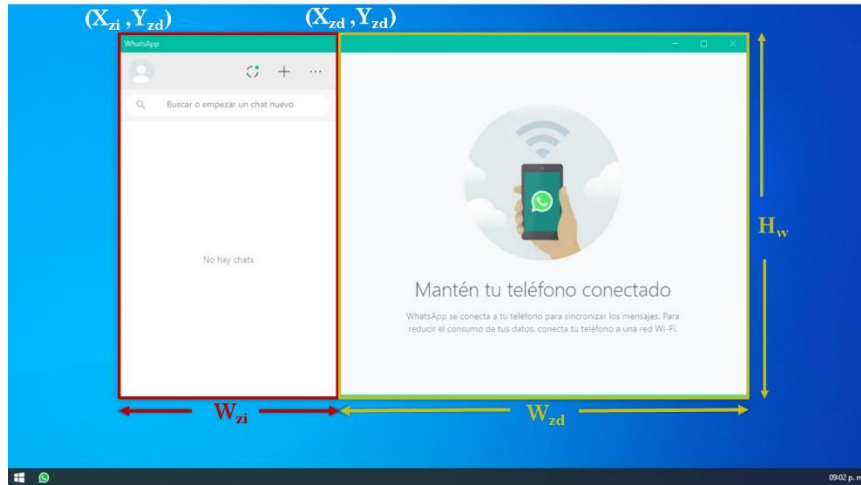 (Xzi ,Yzd) (Xzd ,Yzd)
WhatsApp
Buscar o empezar un chat nuevo
No hay chats
Mantén tu teléfono conectado
WhatsApp se conecta a tu teléfono para sincronizar los mensajes. Para
reducir el consumo de tus datos, conecta tu teléfono a una red Wi-Fi.
Hw
Wzi Wzd
09:02 p. m